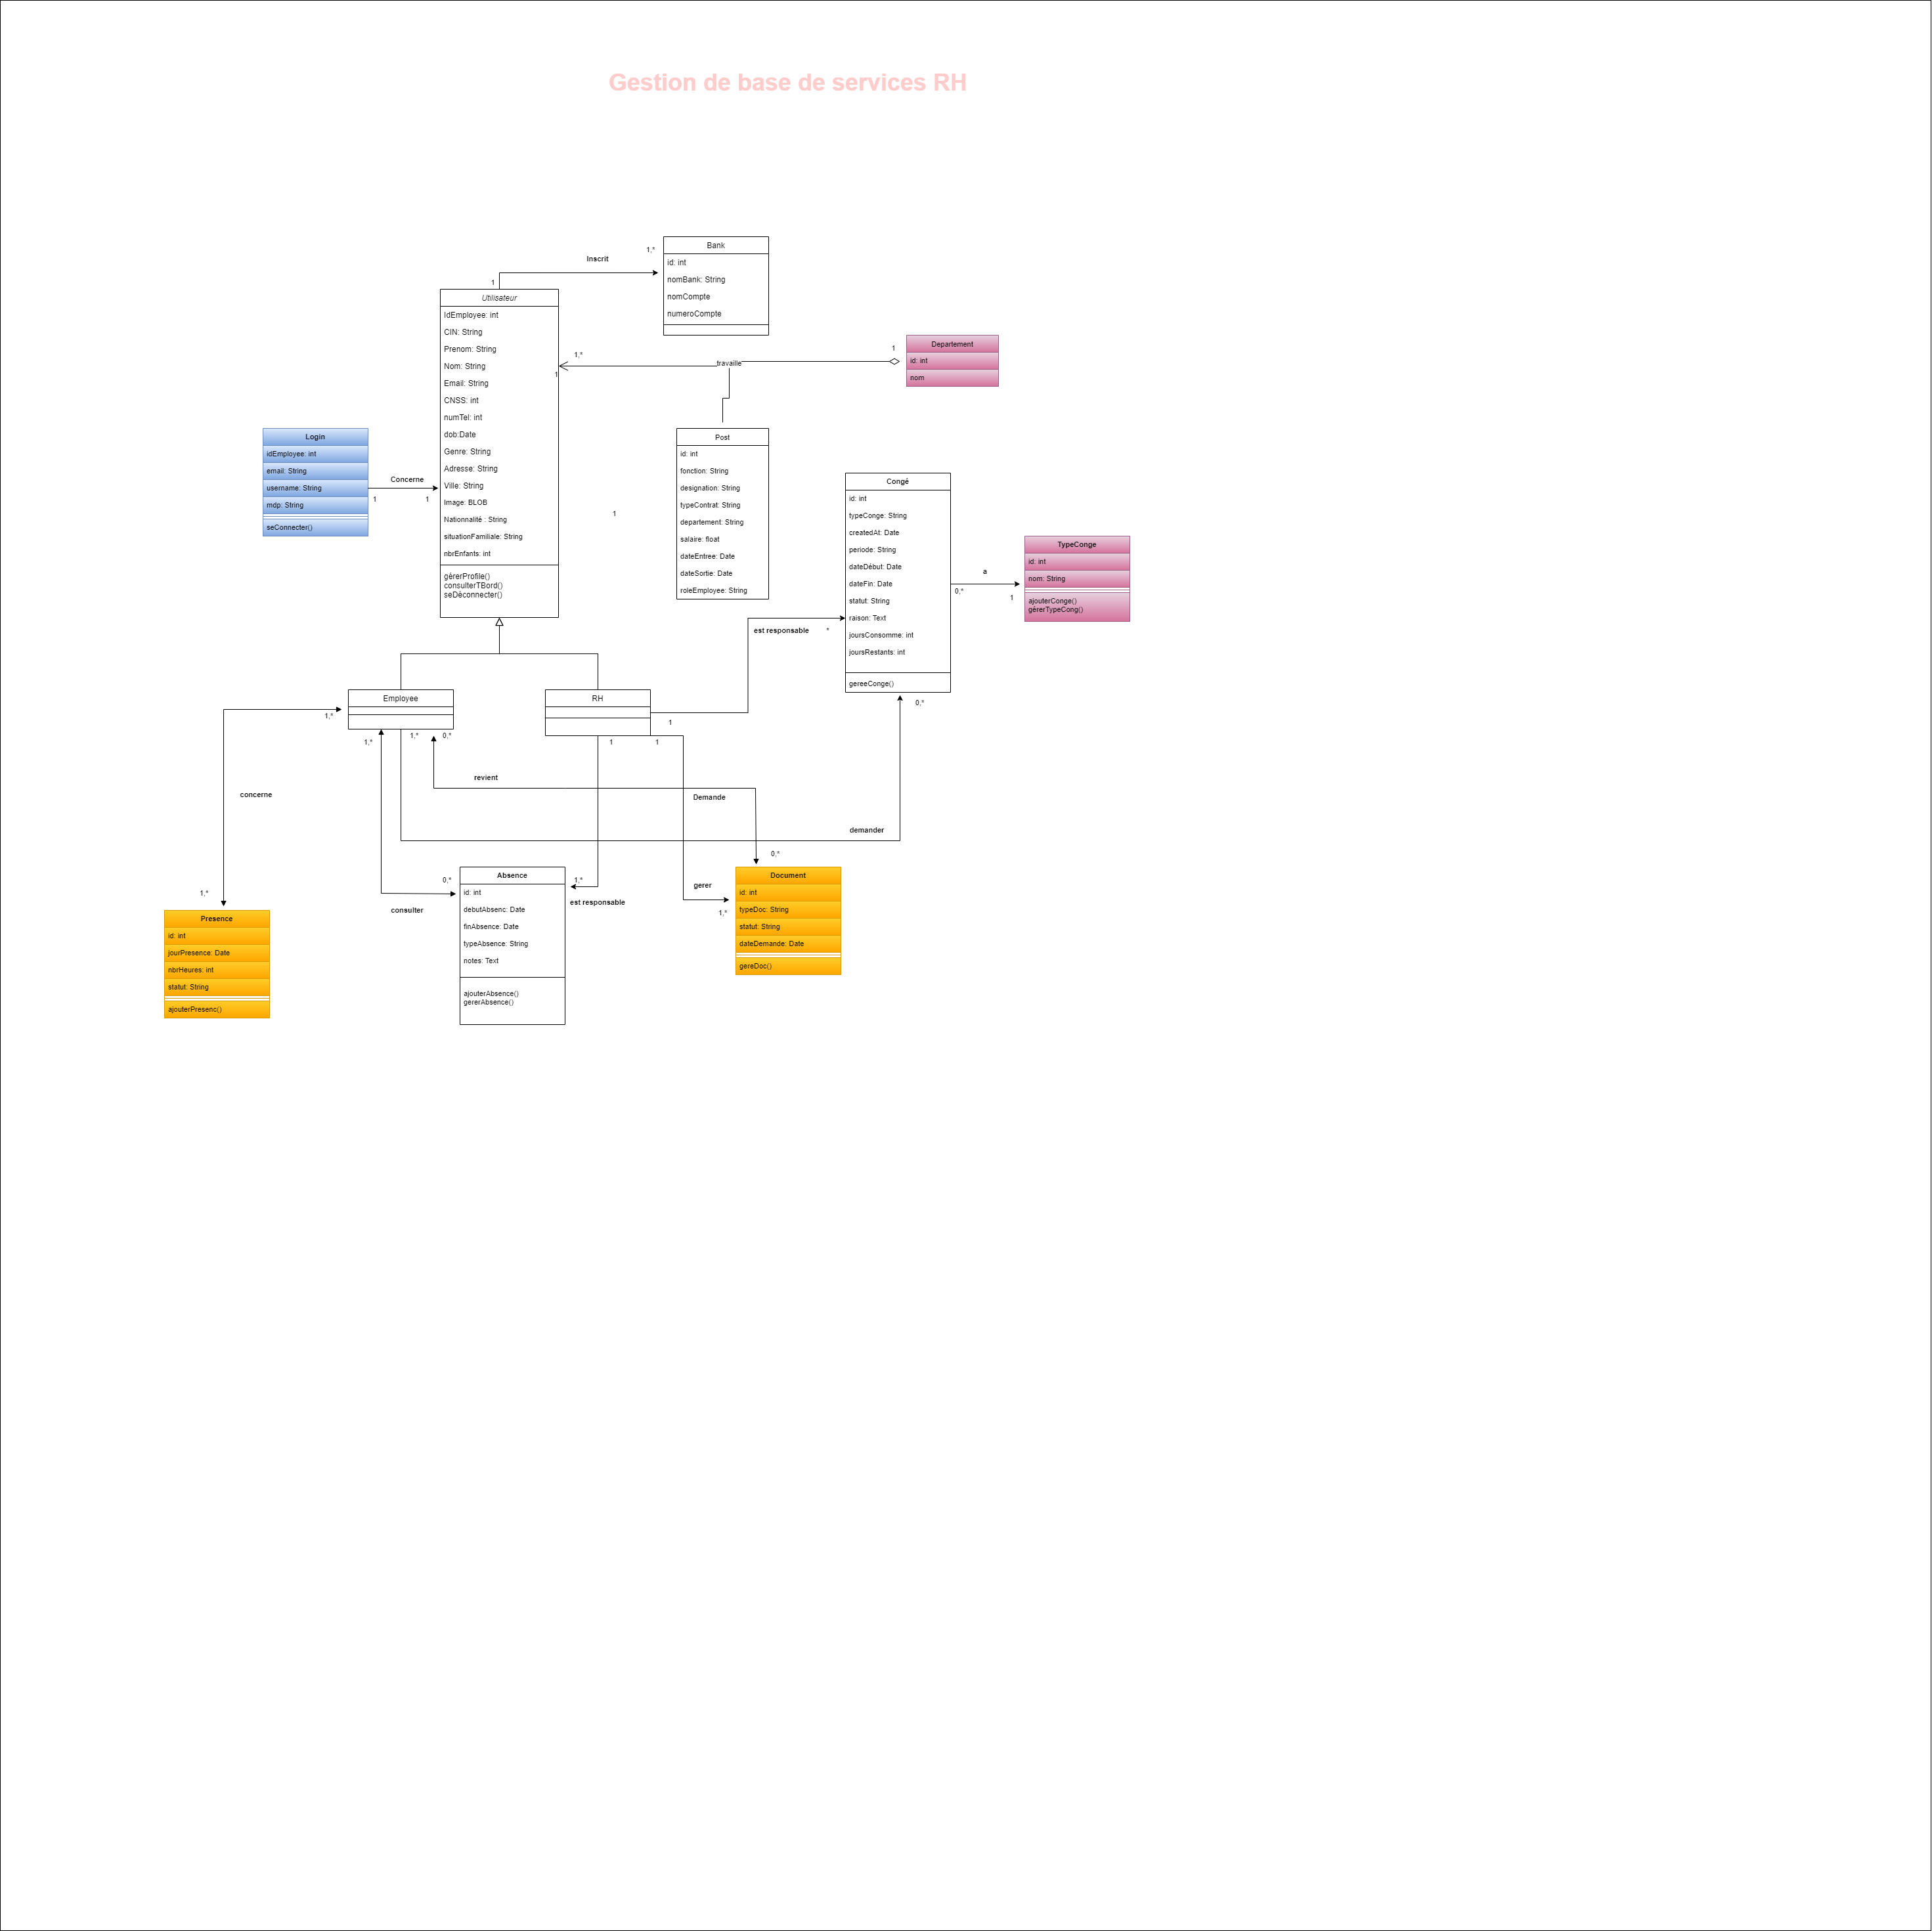 Gestion de base de services RH
Bank
id: int
nomBank: String
nomCompte
numeroCompte
1,*
Inscrit
1
Utilisateur
IdEmployee: int
CIN: String
Prenom: String
Nom: String
Email: String
CNSS: int
numTel: int
dob:Date
Genre: String
Adresse: String
Ville: String
Image: BLOB
Nationnalité : String
situationFamiliale: String
nbrEnfants: int
gérerProfile()
consulterTBord()
seDéconnecter()
1,*
1
travaille
1
Departement
id: int
nom
Login
idEmployee: int
email: String
username: String
mdp: String
seConnecter()
Concerne
1
1
1
Post
id: int
fonction: String
designation: String
typeContrat: String
departement: String
salaire: float
dateEntree: Date
dateSortie: Date
roleEmployee: String
Congé
id: int
typeConge: String
createdAt: Date
periode: String
dateDébut: Date
dateFin: Date
statut: String
raison: Text
joursConsomme: int
joursRestants: int
gereeConge()
a
0,*
1
TypeConge
id: int
nom: String
ajouterConge()
gérerTypeCong()
est responsable
*
Employee
RH
1
1,*
1,*
1,*
0,*
1
1
0,*
revient
concerne
Demande
demander
0,*
1,*
0,*
consulter
1,*
est responsable
gerer
1,*
Presence
id: int
jourPresence: Date
nbrHeures: int
statut: String
ajouterPresenc()
Absence
id: int
debutAbsenc: Date
finAbsence: Date
typeAbsence: String
notes: Text
ajouterAbsence()
gererAbsence()
Document
id: int
typeDoc: String
statut: String
dateDemande: Date
gereDoc()